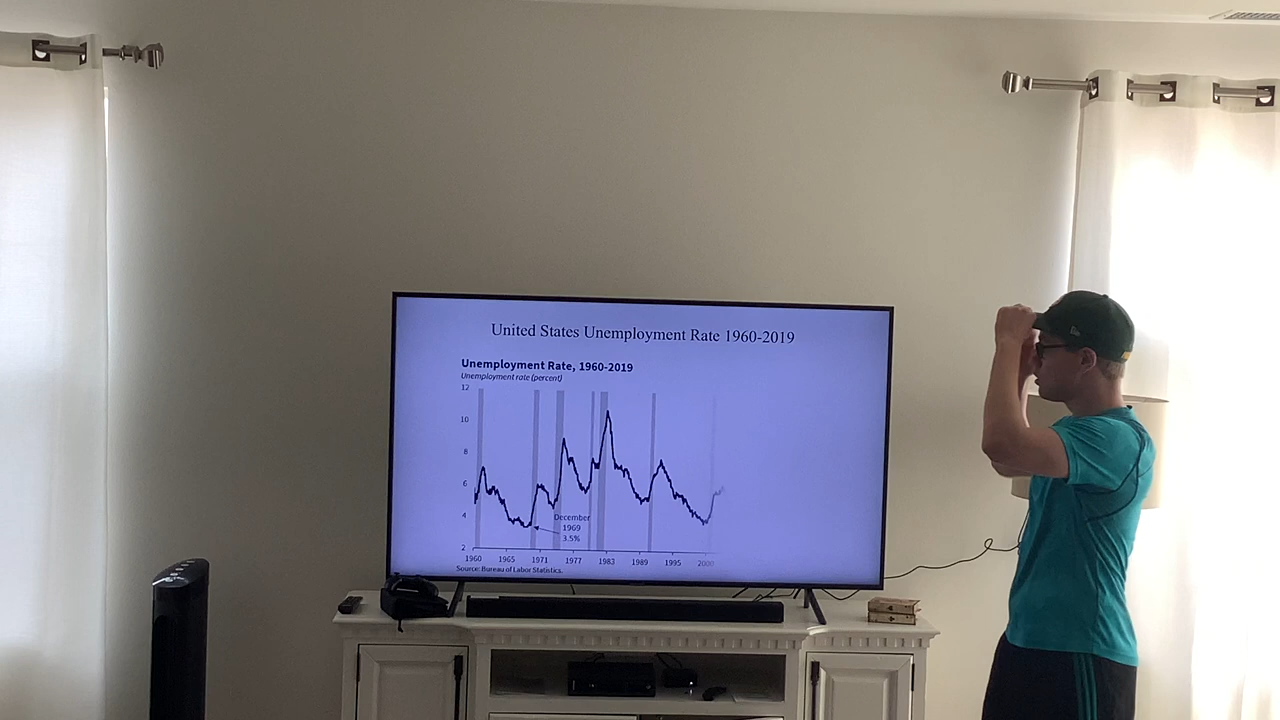 United States Unemployment Rate 1960-2019
Unemployment Rate, 1960-2019
Unemployment rate (percent)
12
10
8
6
4
2
December
1969
3.5%
1960 1965 1971 1977 1983 1989 1995 2000
Source: Bureau of Labor Statistics.